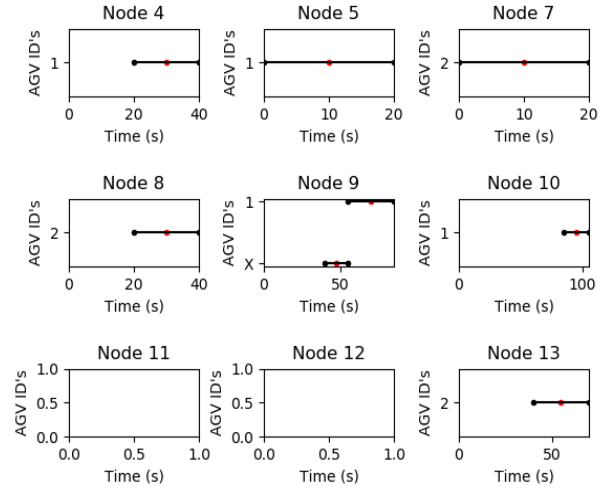 Node 4
AGV ID's
1
0
20
40
Time (s)
Node 5
AGV ID's
1
0
10
20
Time (s)
Node 7
AGV ID's
2
0
10
20
Time (s)
Node 8
AGV ID's
2
0
20
40
Time (s)
Node 9
AGV ID's
1
X
0
50
Time (s)
Node 10
AGV ID's
1
0
100
Time (s)
Node 11
AGV ID's
1.0
0.5
0.0
0.0
0.5
1.0
Time (s)
Node 12
AGV ID's
1.0
0.5
0.0
0.0
0.5
1.0
Time (s)
Node 13
AGV ID's
2
0
50
Time (s)